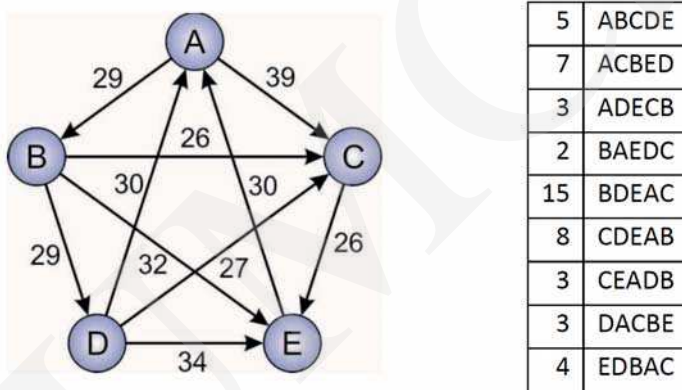 A
29
39
B
26
C
30
30
29
32
27
26
D
34
E
5 ABCDE
7 ACBED
3 ADECB
2 BAEDC
15 BDEAC
8 CDEAB
3 CEADB
3 DACBE
4 EDBAC